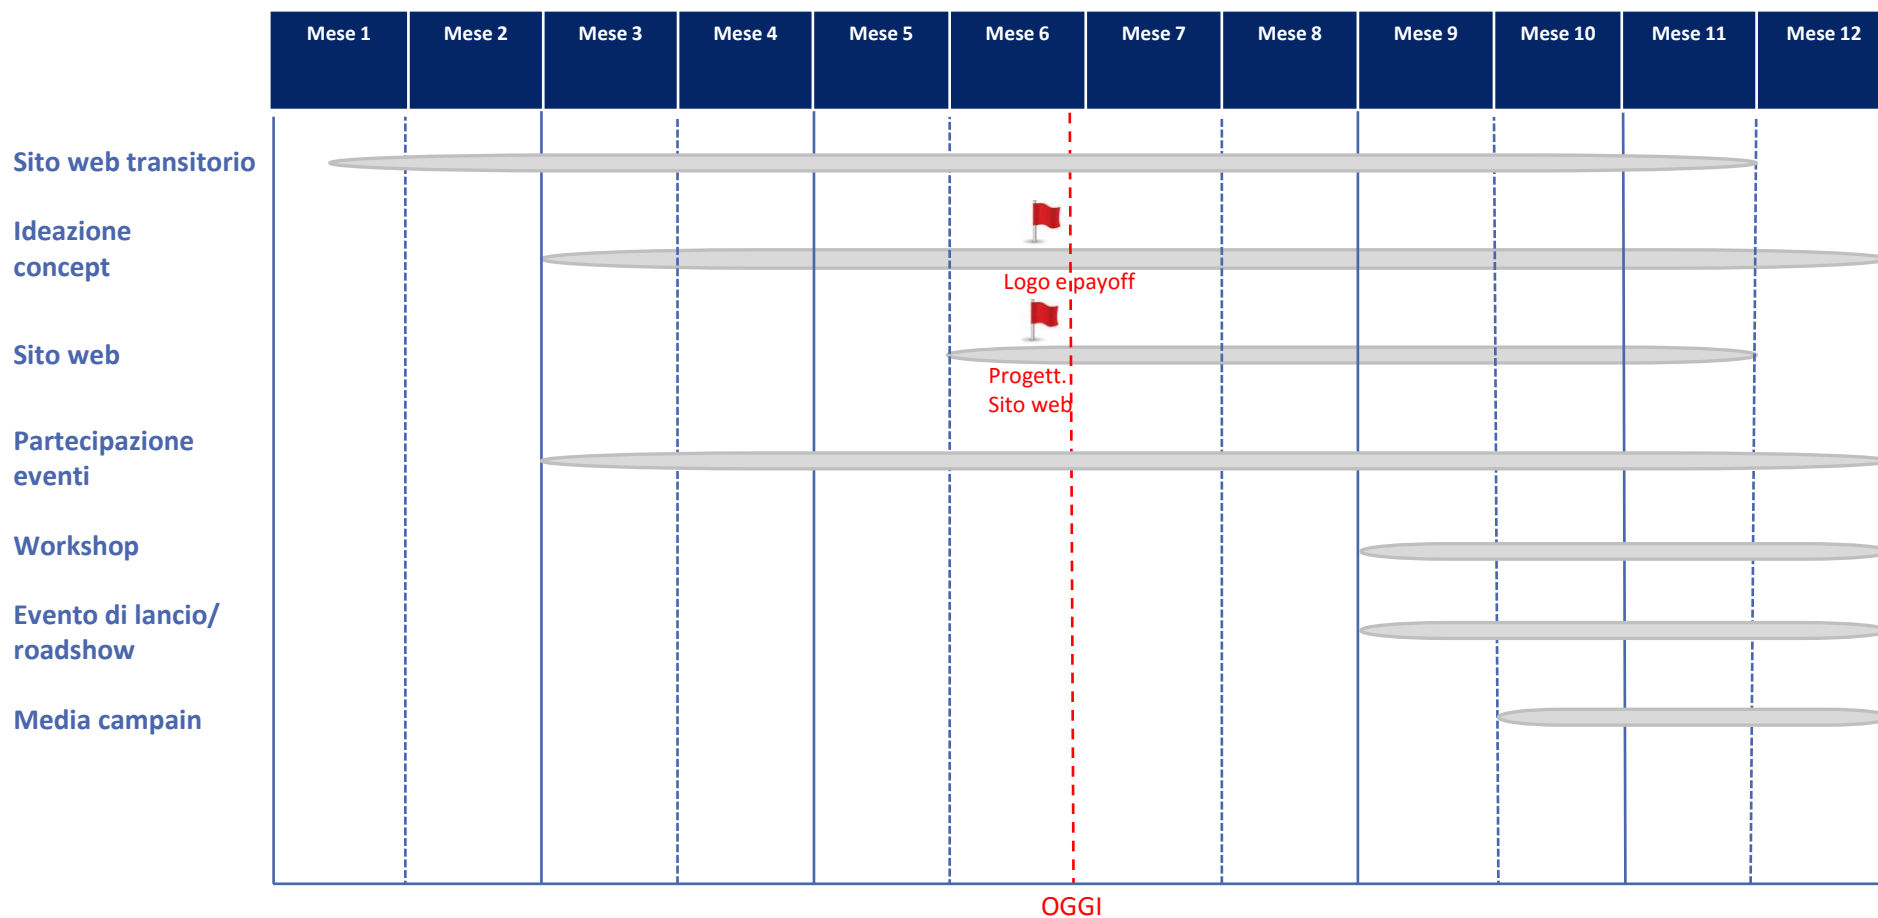 Mese 1
Mese 2
Mese 3
Mese 4
Mese 5
Mese 6
Mese 7
Mese 8
Mese 9
Mese 10
Mese 11
Mese 12
Sito web transitorio
Ideazione
concept
Logo e payoff
Sito web
Progett.
Sito web
Partecipazione
eventi
Workshop
Evento di lancio/
roadshow
Media campain
OGGI